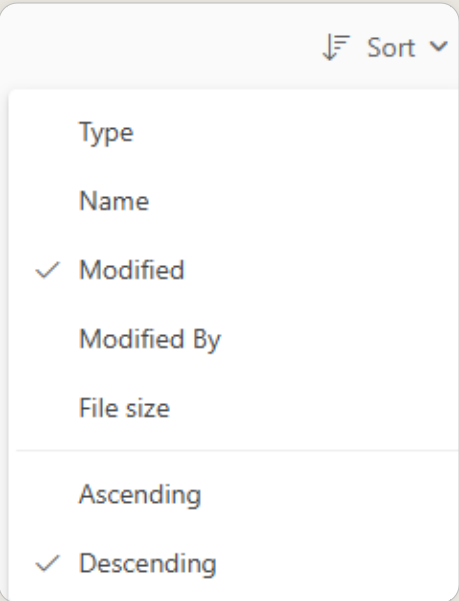 Sort
Type
Name
Modified
Modified By
File size
Ascending
Descending